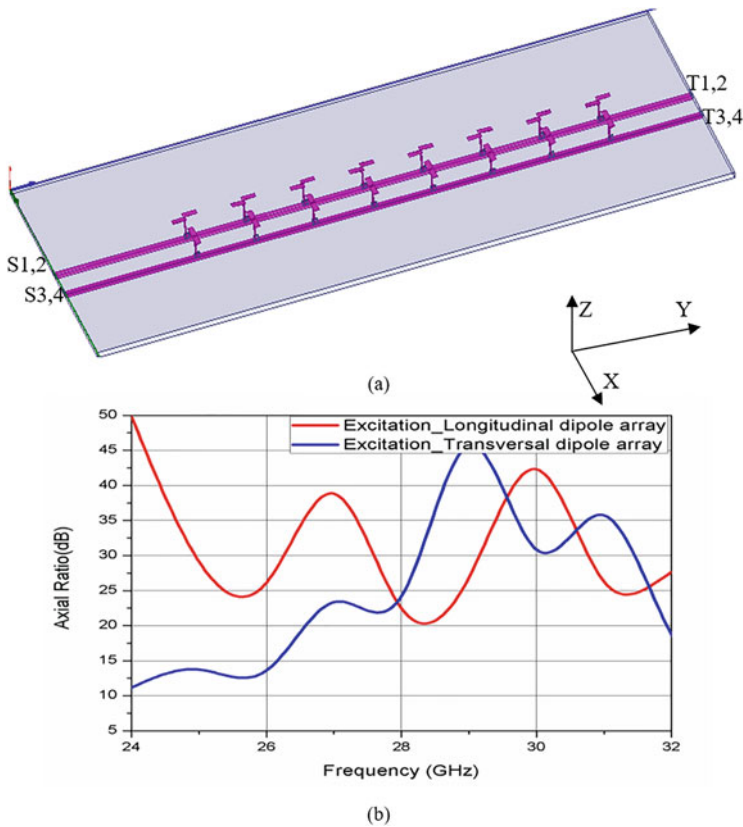 T1,2
T3,4
S1,2
S3,4
Z
Y
X
(a)
50
45
40
35
30
25
20
15
10
5
Axial Ratio(dB)
Excitation_Longitudinal dipole array
Excitation_Transversal dipole array
24
26
28
30
32
Frequency (GHz)
(b)